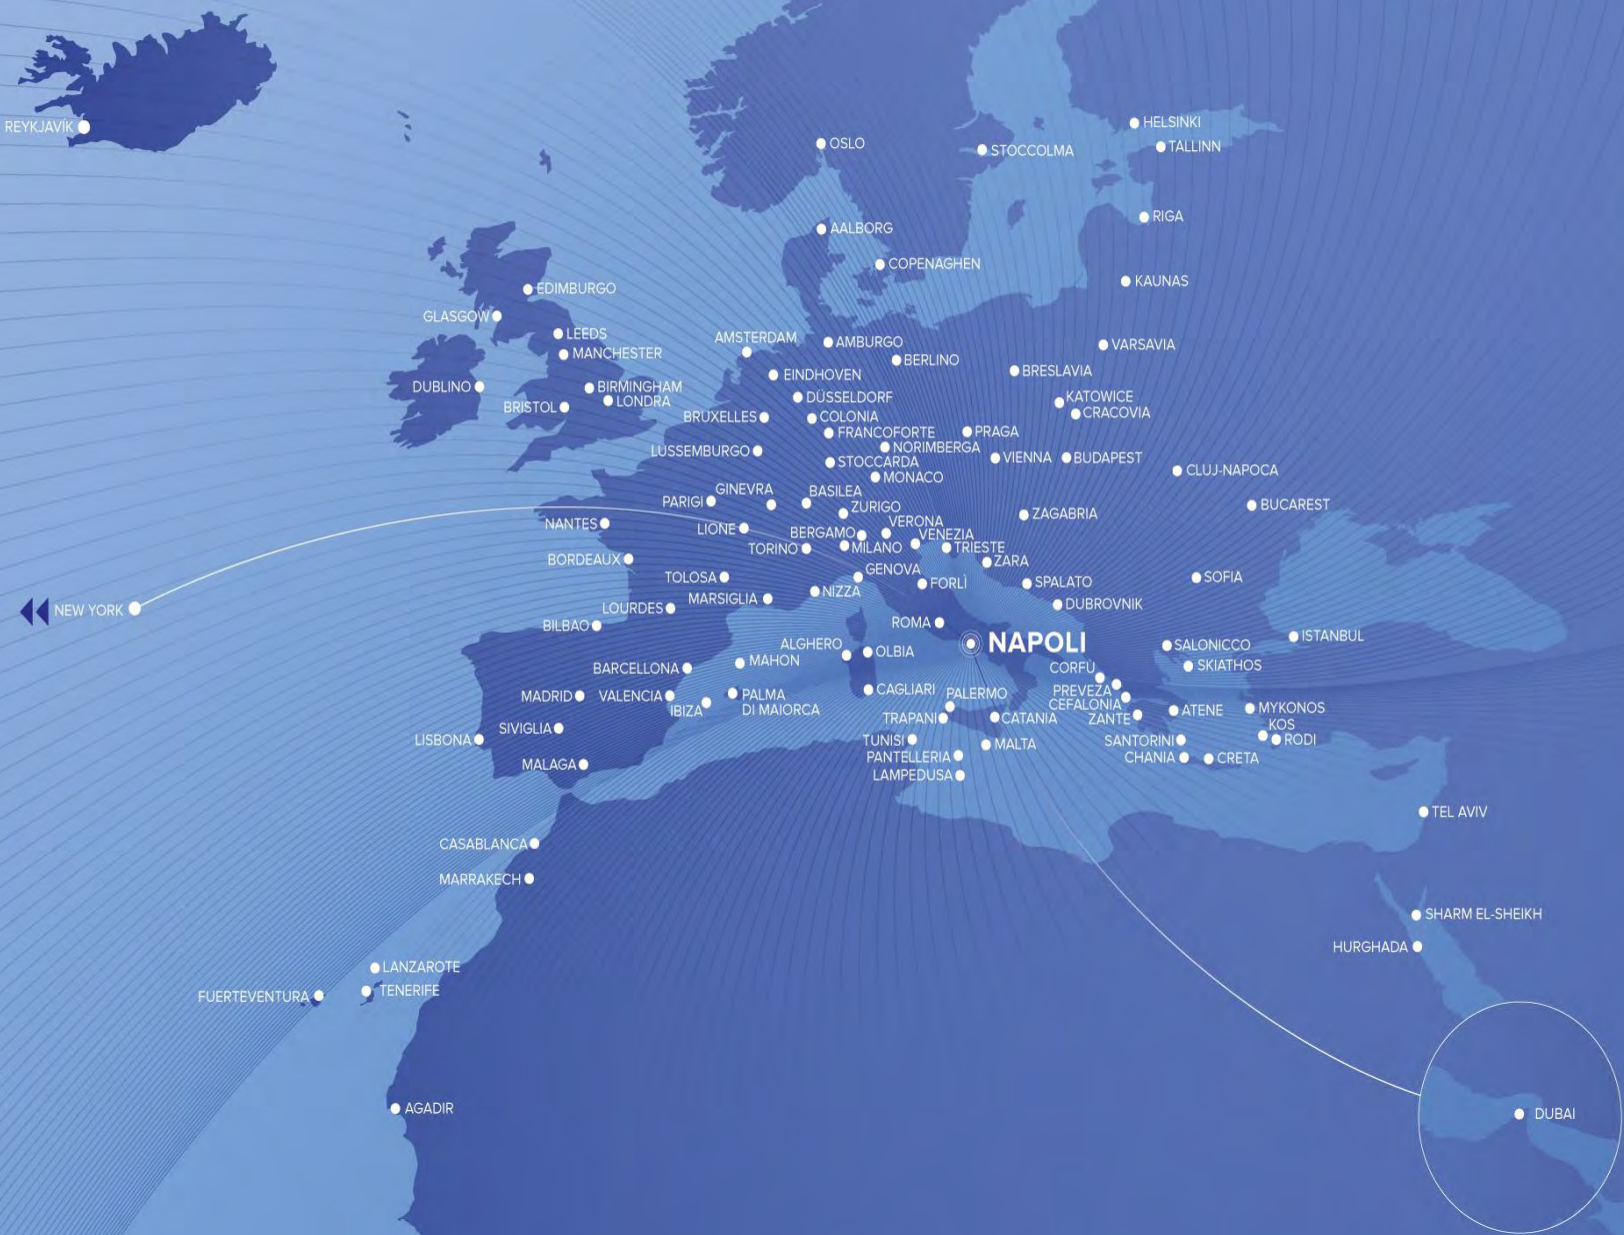 HELSINKI
REYKJAVÍK
OSLO
STOCCOLMA
TALLINN
RIGA
AALBORG
COPENAGHEN
KAUNAS
EDIMBURGO
GLASGOW
LEEDS
AMSTERDAM
AMBURGO
VARSAVIA
MANCHESTER
BERLINO
BRESLAVIA
EINDHOVEN
DUBLINO
BIRMINGHAM
LONDRA
DÜSSELDORF
KATOWICE
BRISTOL
CRACOVIA
BRUXELLES
COLONIA
FRANCOFORTE
PRAGA
NORIMBERGA
LUSSEMBURGO
VIENNA
BUDAPEST
STOCCARDA
CLUJ-NAPOCA
MONACO
GINEVRA
BASILEA
PARIGI
ZURIGO
BUCAREST
ZAGABRIA
NANTES
VERONA
LIONE
BERGAMO
VENEZIA
TORINO
MILANO
TRIESTE
BORDEAUX
ZARA
GENOVA
TOLOSA
FORLÌ
SPALATO
SOFIA
NIZZA
MARSIGLIA
DUBROVNIK
LOURDES
NEW YORK
BILBAO
ROMA
ISTANBUL
NAPOLI
ALGHERO
OLBIA
SALONICCO
MAHON
BARCELLONA
CORFÙ
SKIATHOS
CAGLIARI
PALERMO
PREVEZA
MADRID
VALENCIA
PALMA
DI MAIORCA
IBIZA
CEFALONIA
MYKONOS
ATENE
TRAPANI
CATANIA
ZANTE
KOS
SIVIGLIA
LISBONA
TUNISI
MALTA
SANTORINI
RODI
PANTELLERIA
CHANIA
CRETA
MALAGA
LAMPEDUSA
TEL AVIV
CASABLANCA
MARRAKECH
SHARM EL-SHEIKH
HURGHADA
LANZAROTE
TENERIFE
FUERTEVENTURA
AGADIR
DUBAI